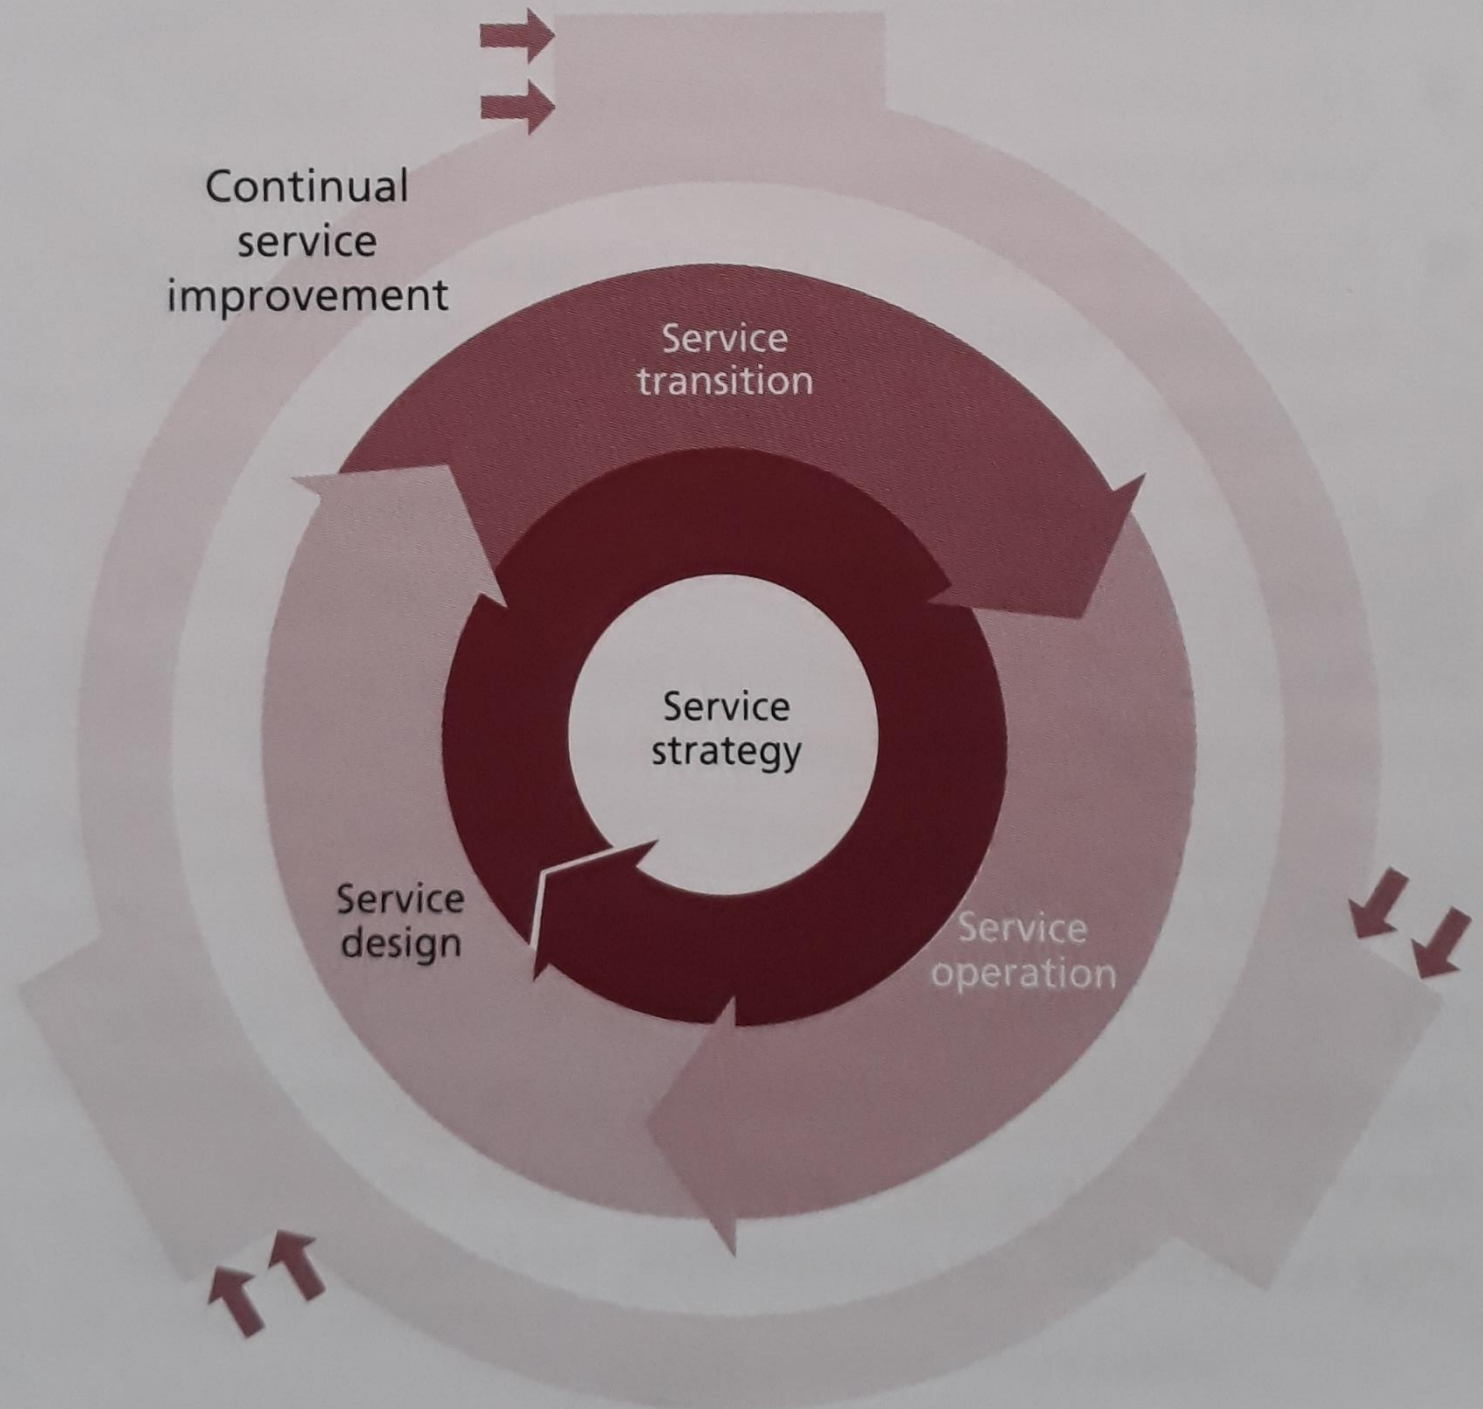 Continual
service
improvement
Service
transition
Service
strategy
Service
design
Service
operation